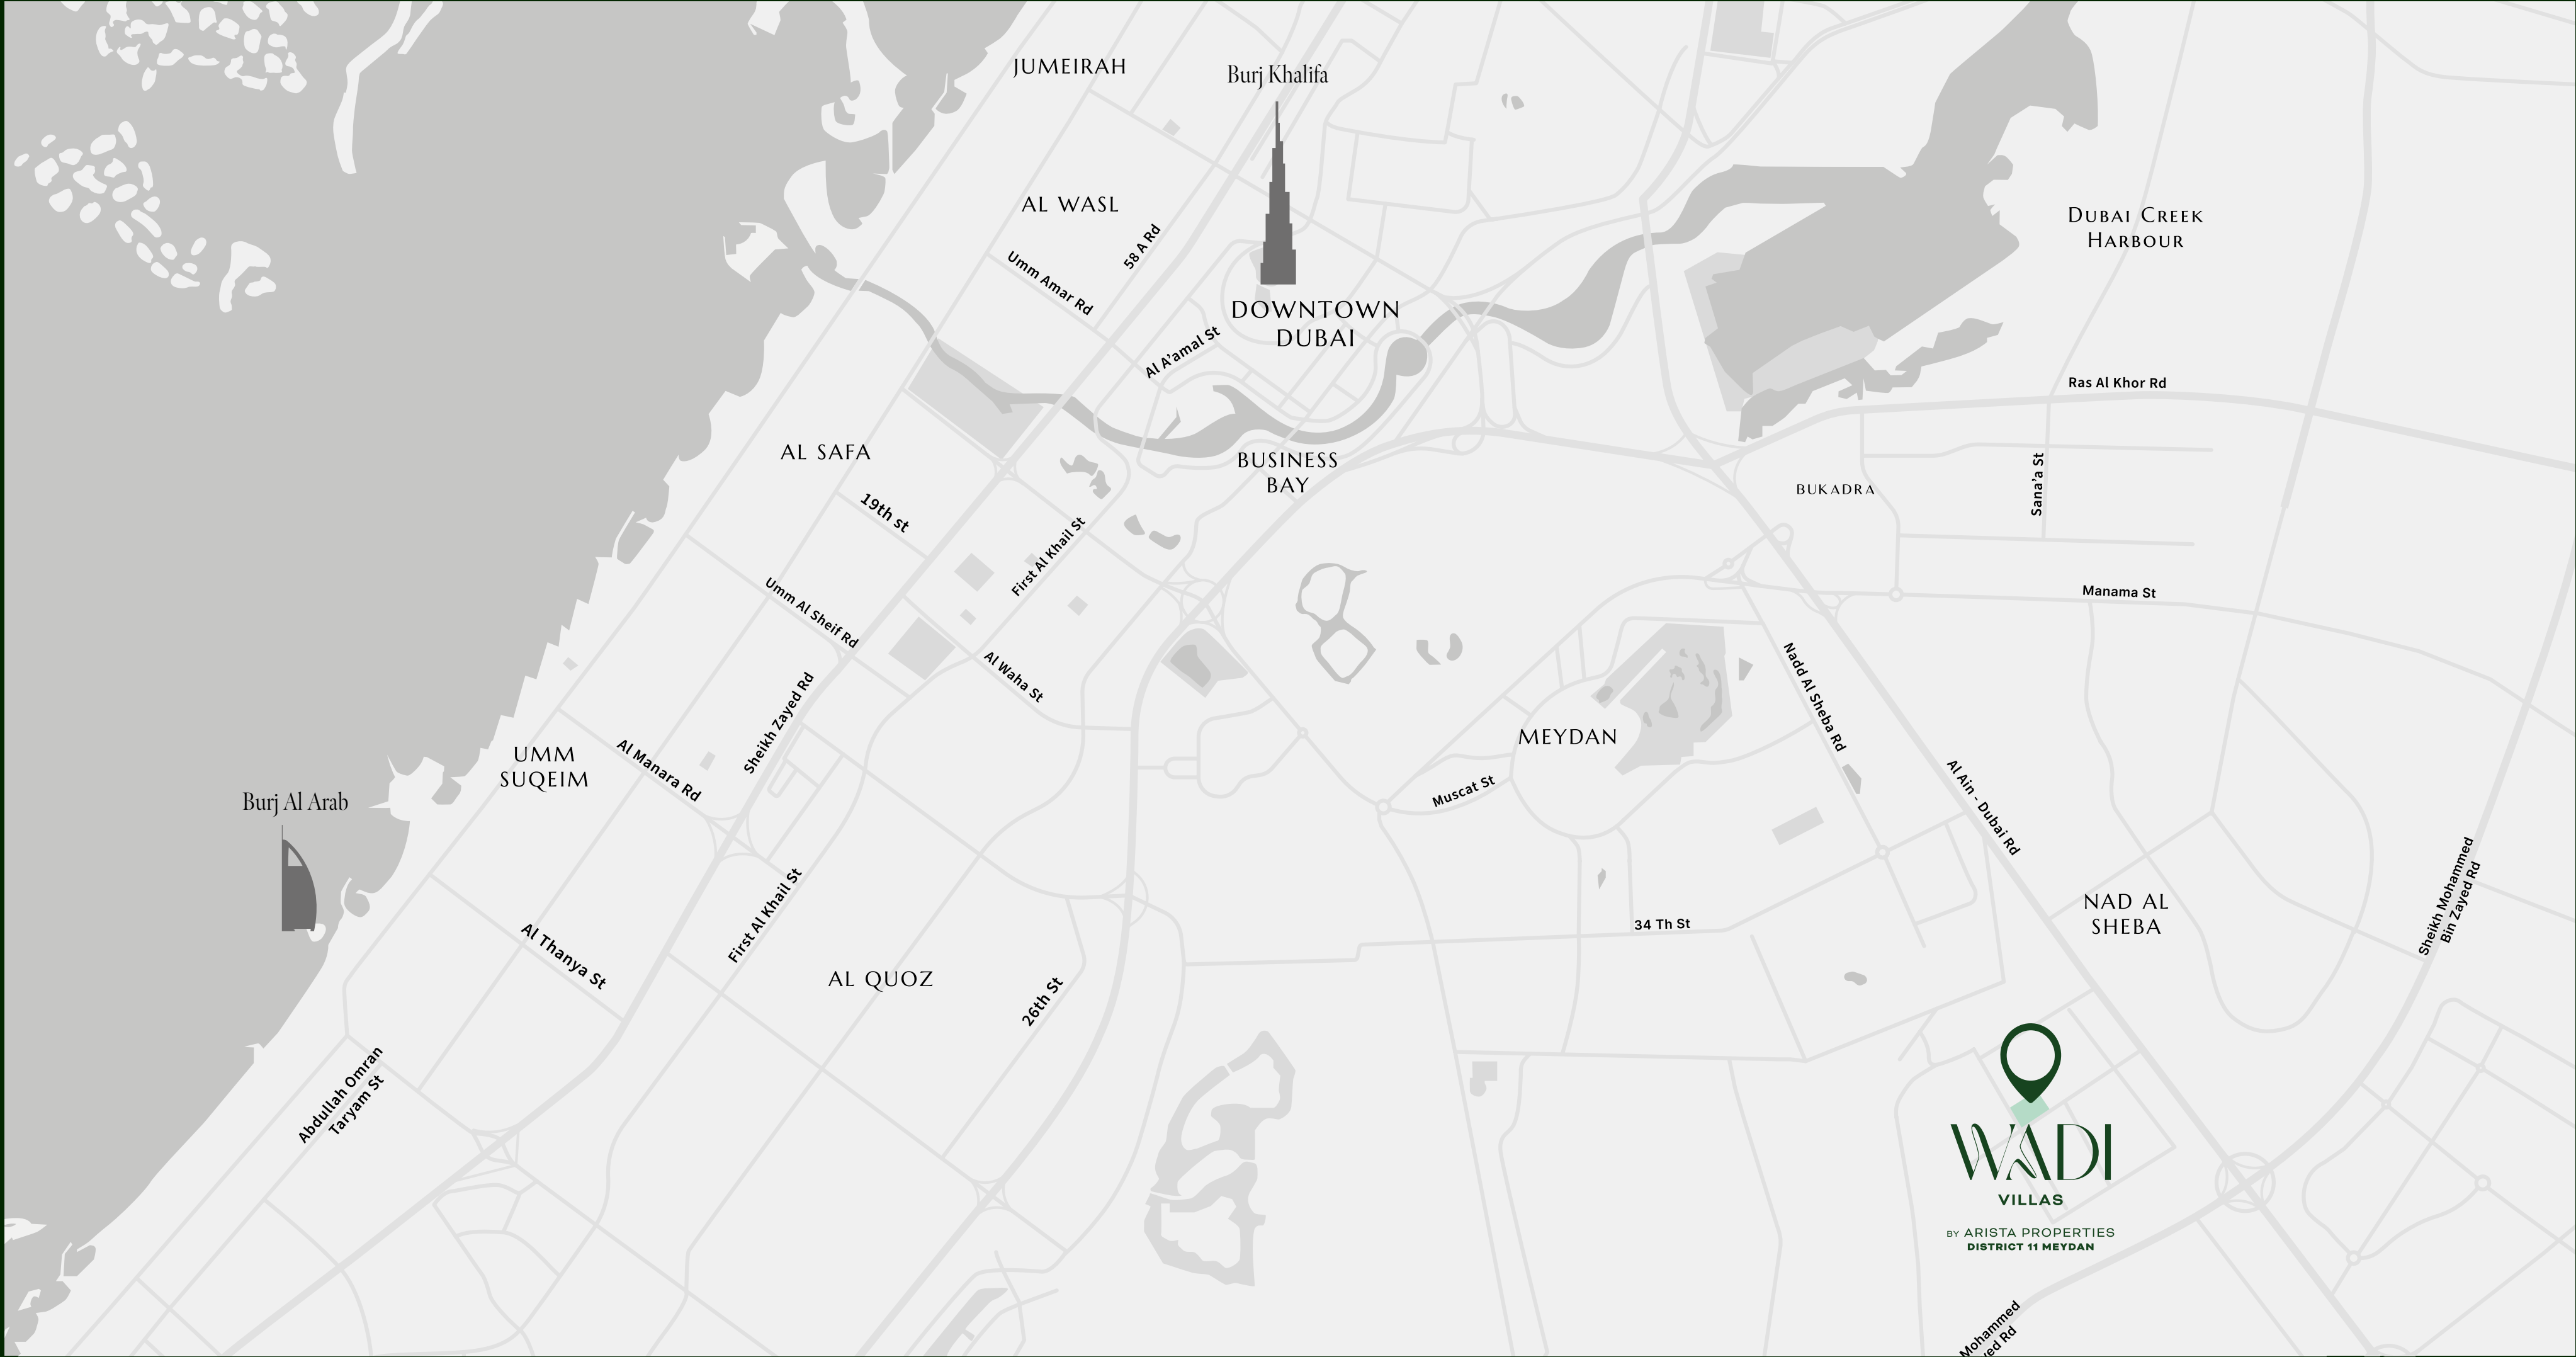 JUMEIRAH
Burj Khalifa
AL WASL
58 A Rd
Umm Amar Rd
Dubai Creek
Harbour
DOWNTOWN
DUBAI
Al A'amal St
Ras Al Khor Rd
AL SAFA
BUSINESS
BAY
BUKADRA
Sana'a St
19th st
First Al Khail St
Umm Al Sheif Rd
Manama St
Al Waha St
Nadd Al Sheba Rd
Sheikh Zayed Rd
MEYDAN
UMM
SUQEIM
Al Manara Rd
Muscat St
Al Ain - Dubai Rd
Burj Al Arab
First Al Khail St
Sheikh Mohammed
Bin Zayed Rd
NAD AL
SHEBA
34 Th St
Al Thanya St
AL QUOZ
26th St
Abdullah Omran
Taryam St
WADI
VILLAS
BY ARISTA PROPERTIES
DISTRICT 11 MEYDAN
Mohammed
Rd